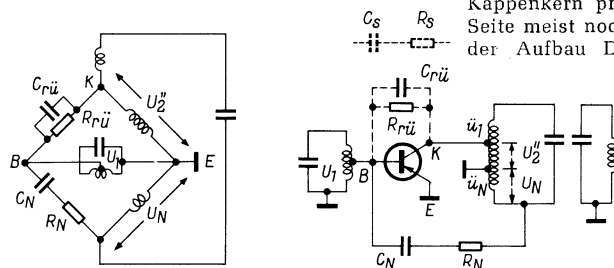 Kappenkern pr
Seite meist noc
der Aufbau D
C_s R_s
C_rü
K
U_2''
R_rü
B
U_1
E
C_N
R_N
U_N
C_rü
R_rü
K
ü_1
U_1
B
U_2''
ü_N
U_N
E
C_N
R_N